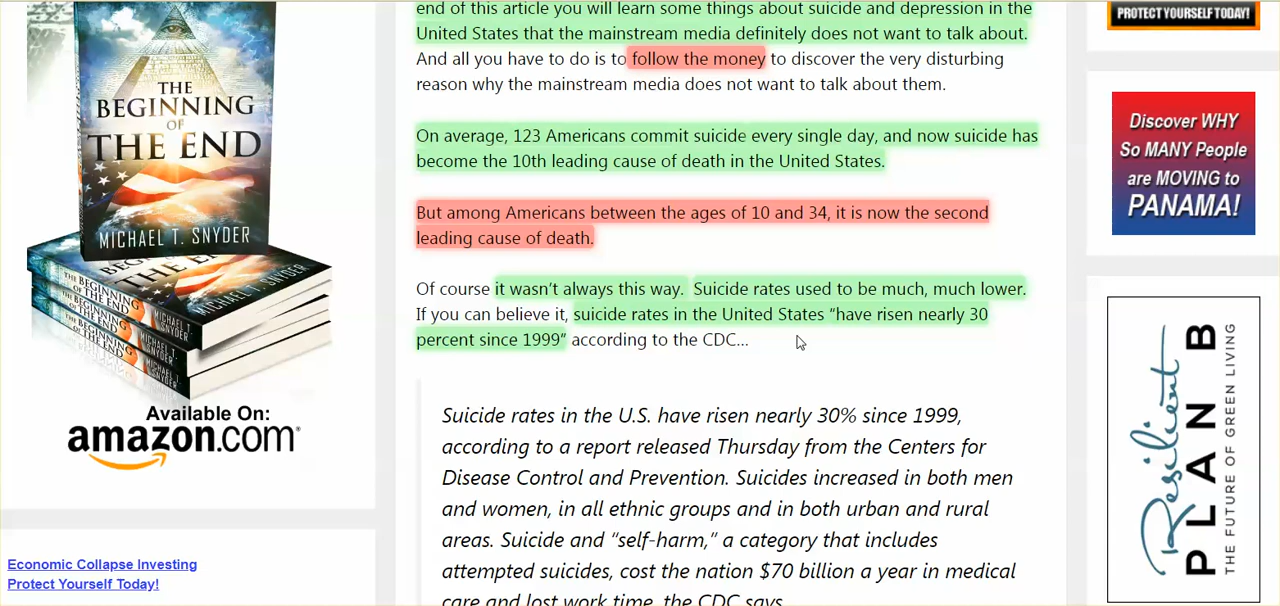 THE
BEGINNING
OF
THE END
MICHAEL T. SNYDER
THE BEGINNING
THE END
Available On:
amazon.com
Economic Collapse Investing
Protect Yourself Today!
end of this article you will learn some things about suicide and depression in the
United States that the mainstream media definitely does not want to talk about.
And all you have to do is to follow the money to discover the very disturbing
reason why the mainstream media does not want to talk about them.
On average, 123 Americans commit suicide every single day, and now suicide has
become the 10th leading cause of death in the United States.
But among Americans between the ages of 10 and 34, it is now the second
leading cause of death.
Of course it wasn’t always this way.  Suicide rates used to be much, much lower.
If you can believe it, suicide rates in the United States “have risen nearly 30
percent since 1999” according to the CDC…
Suicide rates in the U.S. have risen nearly 30% since 1999,
according to a report released Thursday from the Centers for
Disease Control and Prevention. Suicides increased in both men
and women, in all ethnic groups and in both urban and rural
areas. Suicide and “self-harm,” a category that includes
attempted suicides, cost the nation $70 billion a year in medical
care and lost work time, the CDC says.
PROTECT YOURSELF TODAY!
Discover WHY
So MANY People
are MOVING to
PANAMA!
Resilient
PLAN B
THE FUTURE OF GREEN LIVING